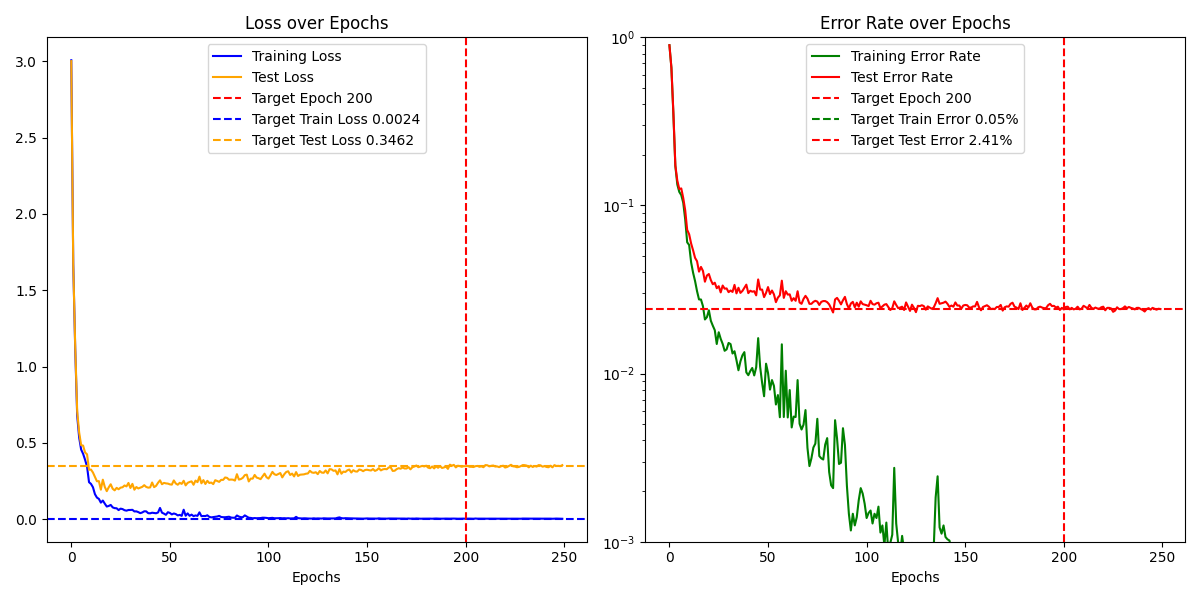 Loss over Epochs
Training Loss
Test Loss
Target Epoch 200
Target Train Loss 0.0024
Target Test Loss 0.3462
3.0
2.5
2.0
1.5
1.0
0.5
0.0
0 50 100 150 200 250
Epochs
Error Rate over Epochs
Training Error Rate
Test Error Rate
Target Epoch 200
Target Train Error 0.05%
Target Test Error 2.41%
10⁰
10⁻¹
10⁻²
10⁻³
0 50 100 150 200 250
Epochs